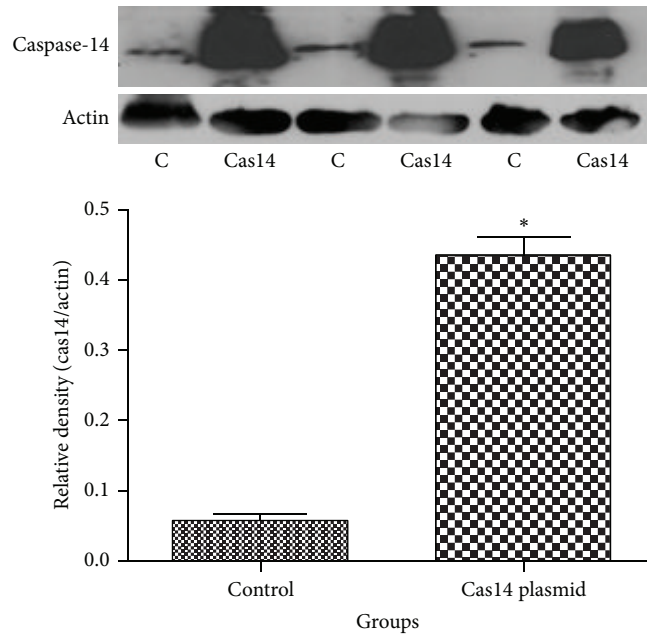 Caspase-14
Actin
C Cas14 C Cas14 C Cas14
0.5
0.4
0.3
0.2
0.1
0.0
Relative density (cas14/actin)
*
Control Cas14 plasmid
Groups